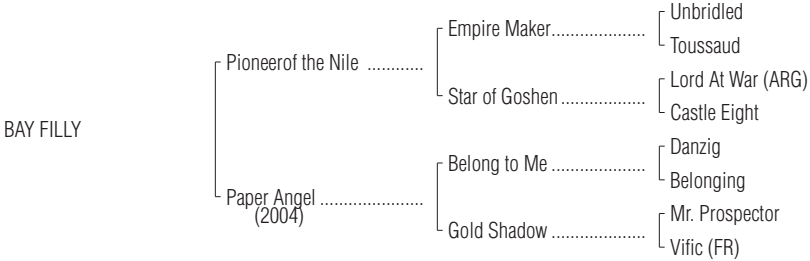 Unbridled
Empire Maker.....................
Toussaud
Pioneerof the Nile ............
Lord At War (ARG)
Star of Goshen...................
Castle Eight
BAY FILLY
Danzig
Belong to Me .....................
Belonging
Paper Angel .......................
(2004)
Mr. Prospector
Gold Shadow .....................
Vific (FR)